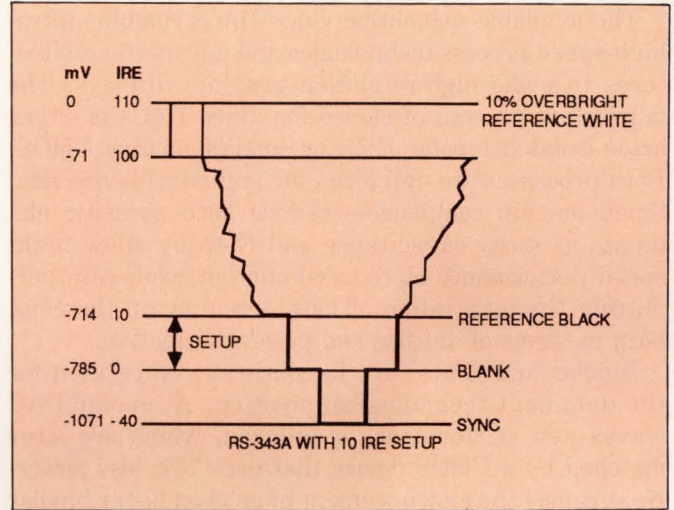 mV IRE
0 110 10% OVERBRIGHT
REFERENCE WHITE
-71 100
-714 10 REFERENCE BLACK
SETUP
-785 0 BLANK
-1071 -40 SYNC
RS-343A WITH 10 IRE SETUP